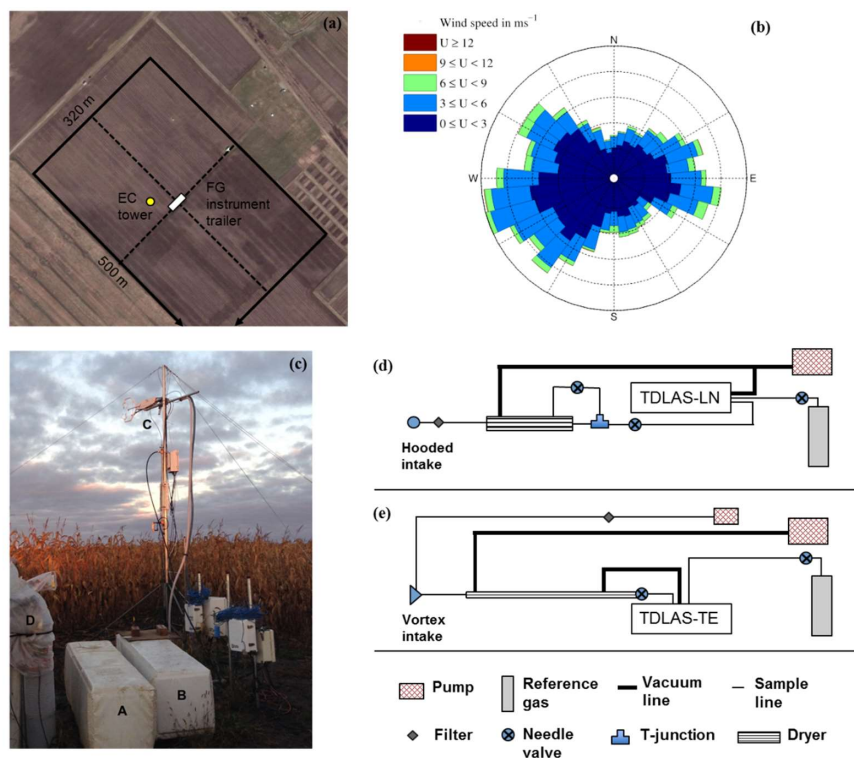 (a)
320 m
EC
tower
FG
instrument
trailer
500 m
Wind speed in ms⁻¹
(b)
U ≥ 12
9 ≤ U < 12
6 ≤ U < 9
3 ≤ U < 6
0 ≤ U < 3
N
W
E
S
(c)
C
D
A
B
(d)
TDLAS-LN
Hooded
intake
(e)
Vortex
intake
TDLAS-TE
Pump
Reference
gas
Vacuum
line
Sample
line
Filter
Needle
valve
T-junction
Dryer